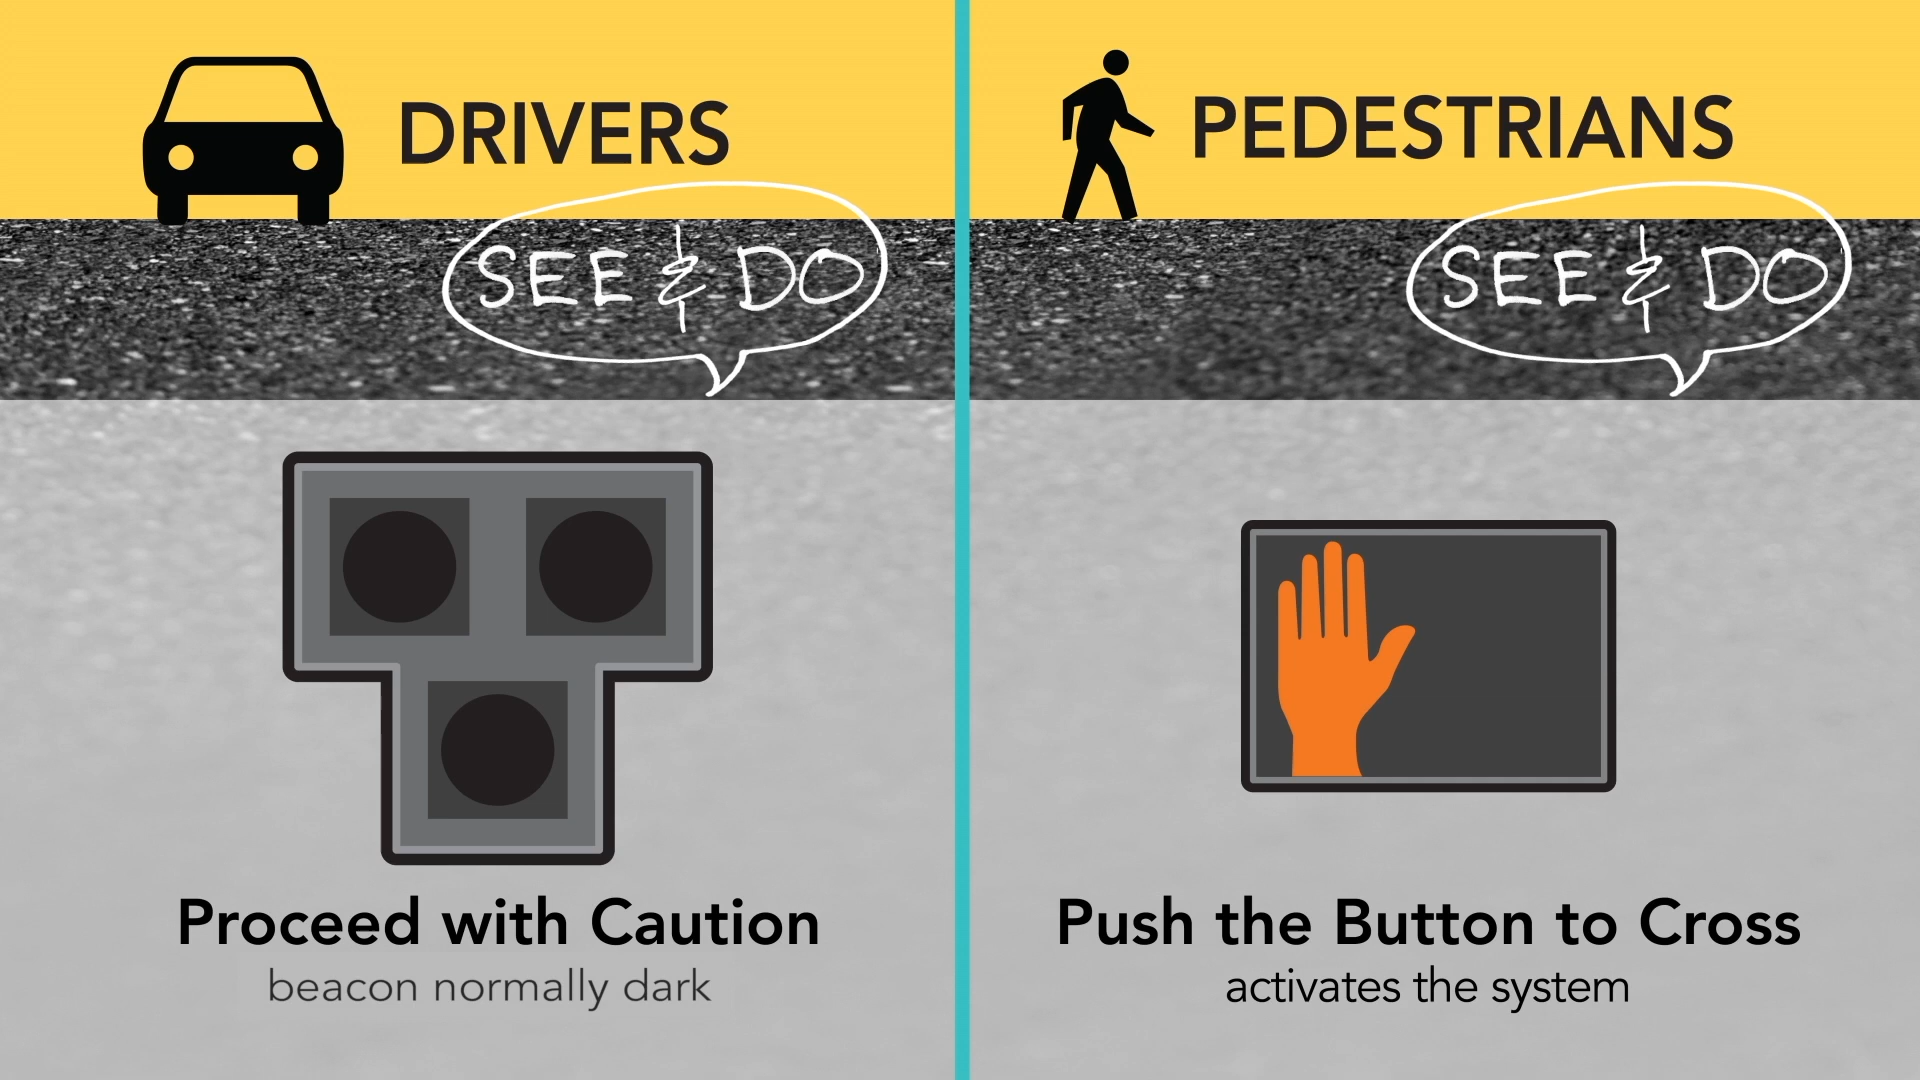 DRIVERS
SEE & DO
Proceed with Caution
beacon normally dark
PEDESTRIANS
SEE & DO
Push the Button to Cross
activates the system